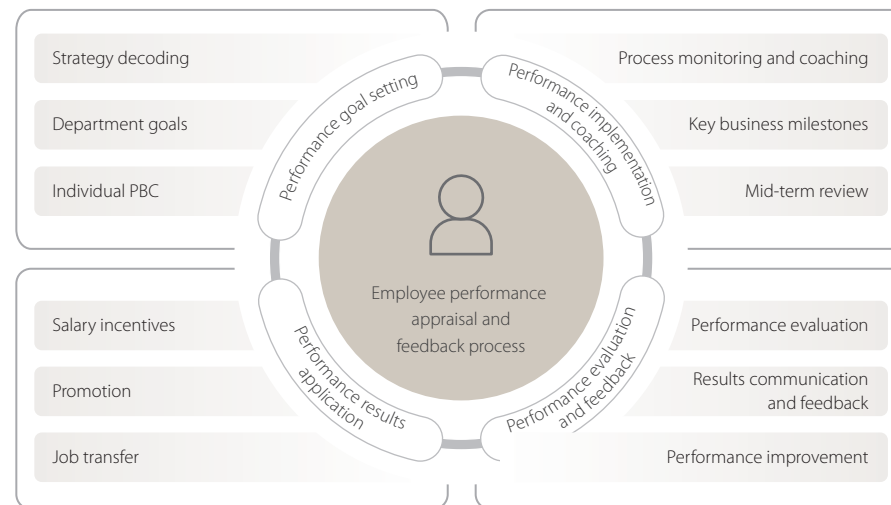 Strategy decoding
Department goals
Individual PBC
Performance goal setting
Performance implementation
and coaching
Process monitoring and coaching
Key business milestones
Mid-term review
Employee performance
appraisal and
feedback process
Salary incentives
Promotion
Job transfer
Performance results
application
Performance evaluation
and feedback
Performance evaluation
Results communication
and feedback
Performance improvement